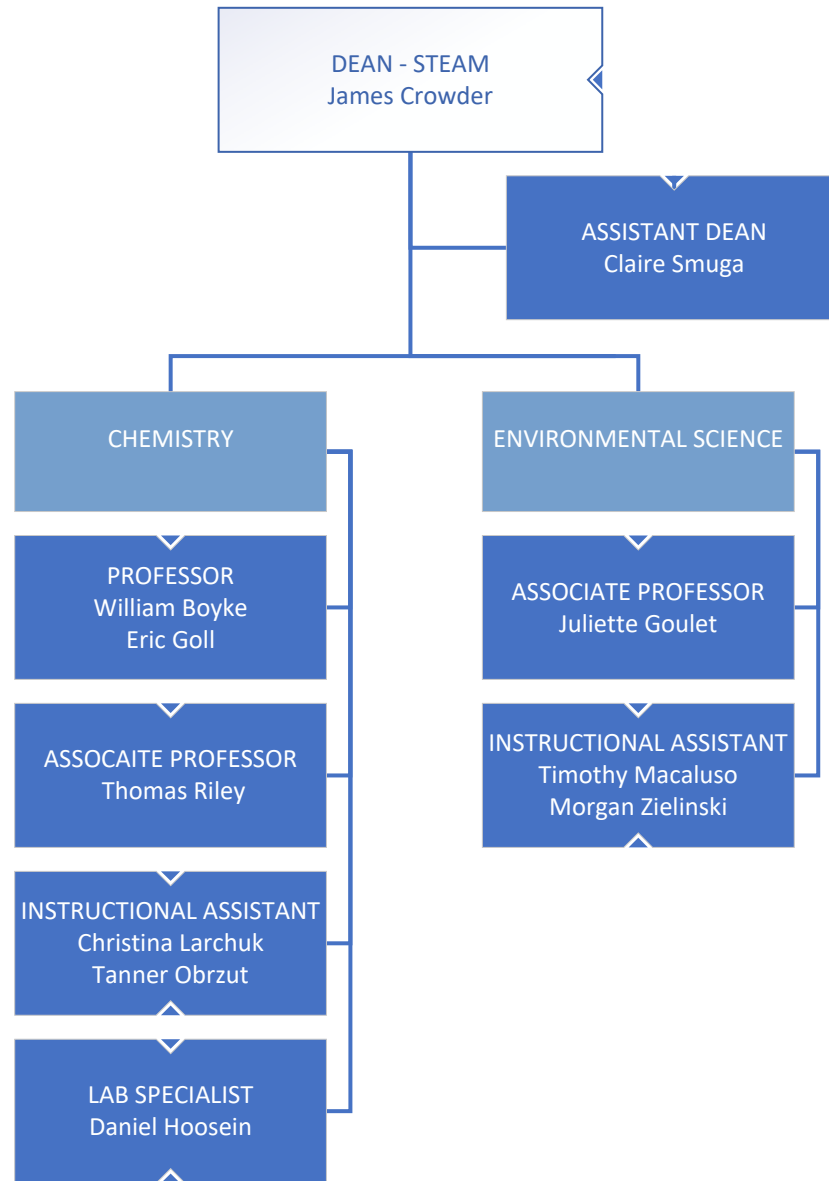 DEAN - STEAM
James Crowder
ASSISTANT DEAN
Claire Smuga
CHEMISTRY
PROFESSOR
William Boyke
Eric Goll
ASSOCAITE PROFESSOR
Thomas Riley
INSTRUCTIONAL ASSISTANT
Christina Larchuk
Tanner Obrzut
LAB SPECIALIST
Daniel Hoosein
ENVIRONMENTAL SCIENCE
ASSOCIATE PROFESSOR
Juliette Goulet
INSTRUCTIONAL ASSISTANT
Timothy Macaluso
Morgan Zielinski